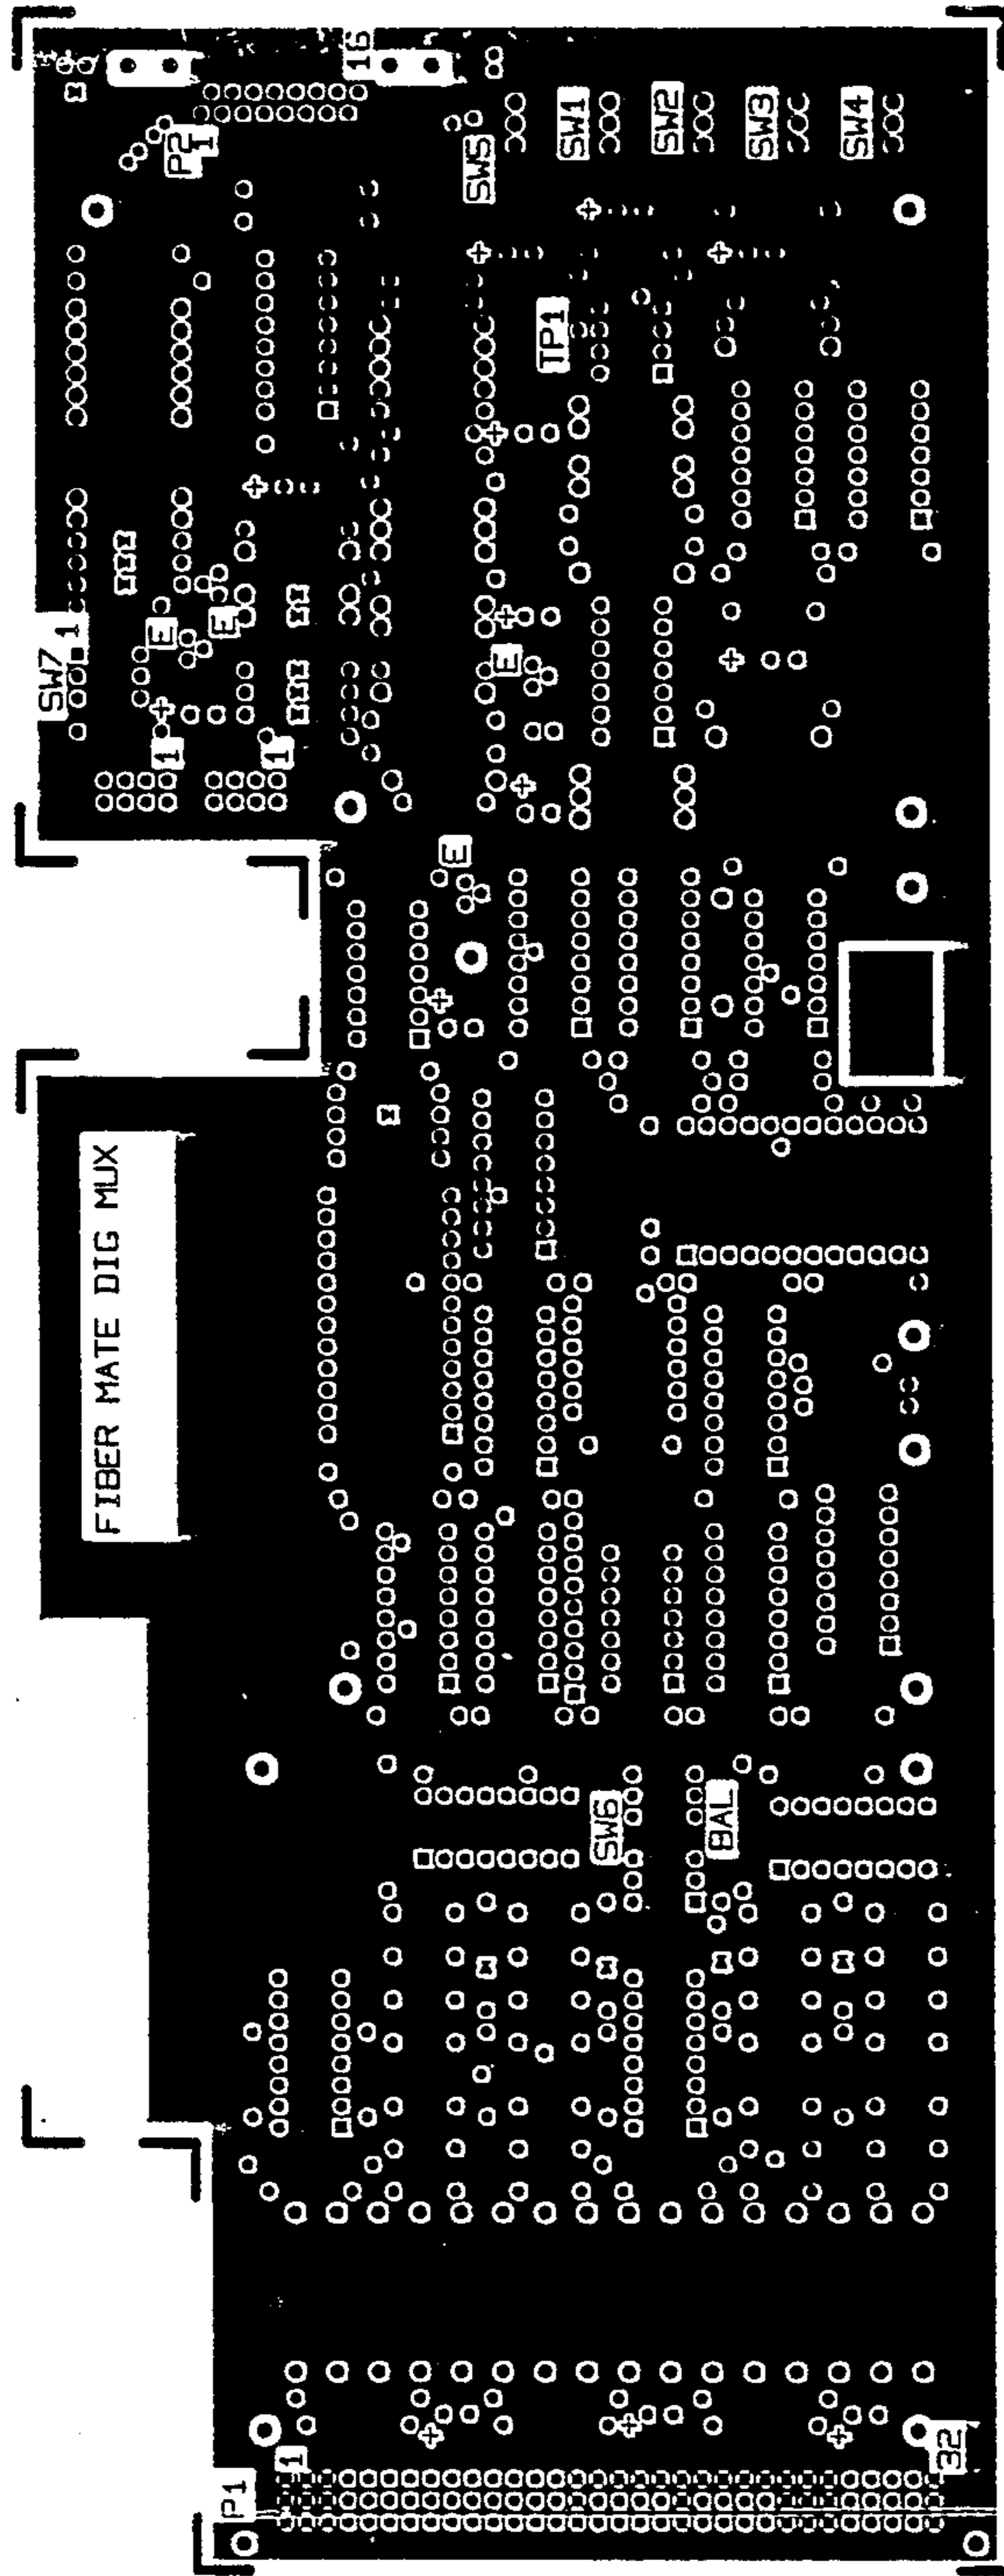 FIBER MATE DIG MUX
P1
1
32
SW7
1
E
E
1
1
P2
1
16
SW5
SW1
SW2
SW3
SW4
TP1
E
E
SW6
BAL